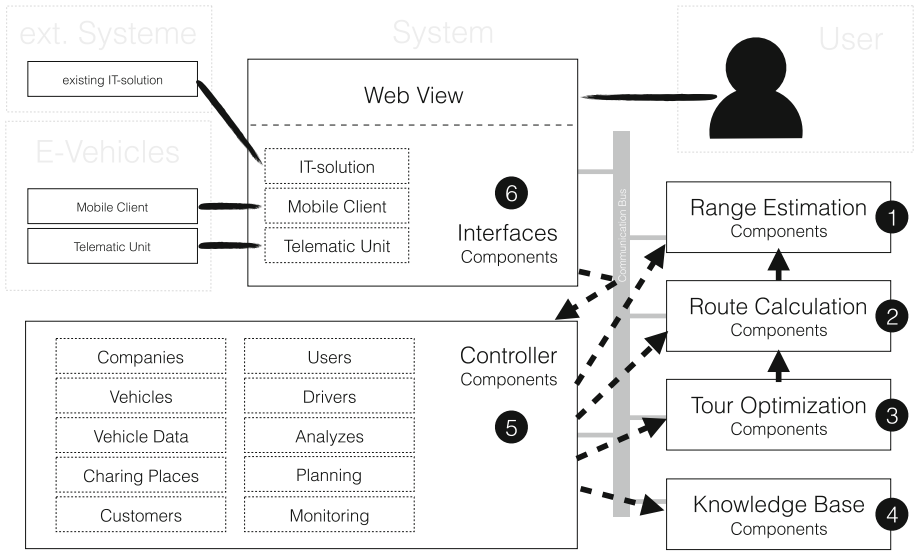 ext. Systeme
System
User
existing IT-solution
Web View
E-Vehicles
IT-solution
Mobile Client
Mobile Client
Telematic Unit
Telematic Unit
6
Interfaces
Components
Communication Bus
Range Estimation
Components
1
Route Calculation
Components
2
Tour Optimization
Components
3
Knowledge Base
Components
4
Controller
Components
5
Companies
Users
Vehicles
Drivers
Vehicle Data
Analyzes
Charing Places
Planning
Customers
Monitoring